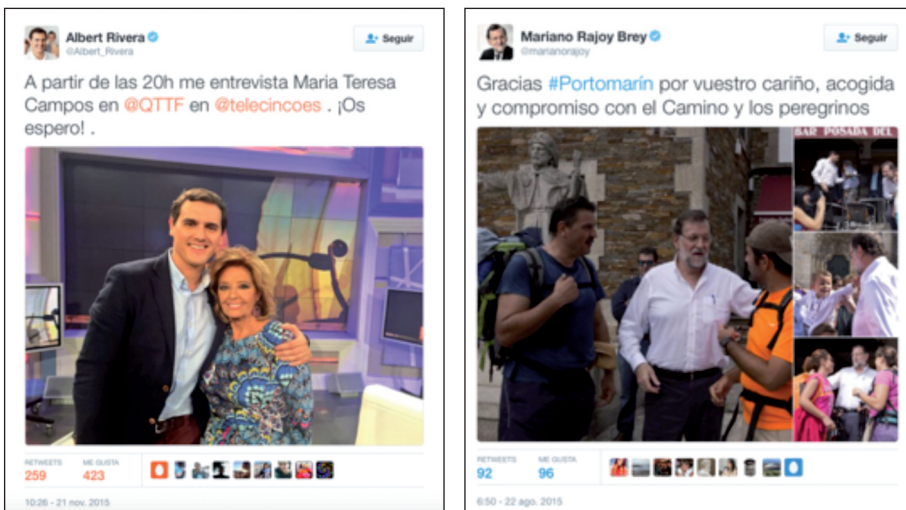 Albert Rivera
@Albert_Rivera
Seguir
A partir de las 20h me entrevista Maria Teresa
Campos en @QTTF en @telecincoes . ¡Os
espero! .
RETWEETS
ME GUSTA
259
423
10:26 - 21 nov. 2015
Mariano Rajoy Brey
@marianorajoy
Seguir
Gracias #Portomarín por vuestro cariño, acogida
y compromiso con el Camino y los peregrinos
BAR POSADA DEL
RETWEETS
ME GUSTA
92
96
6:50 - 22 ago. 2015